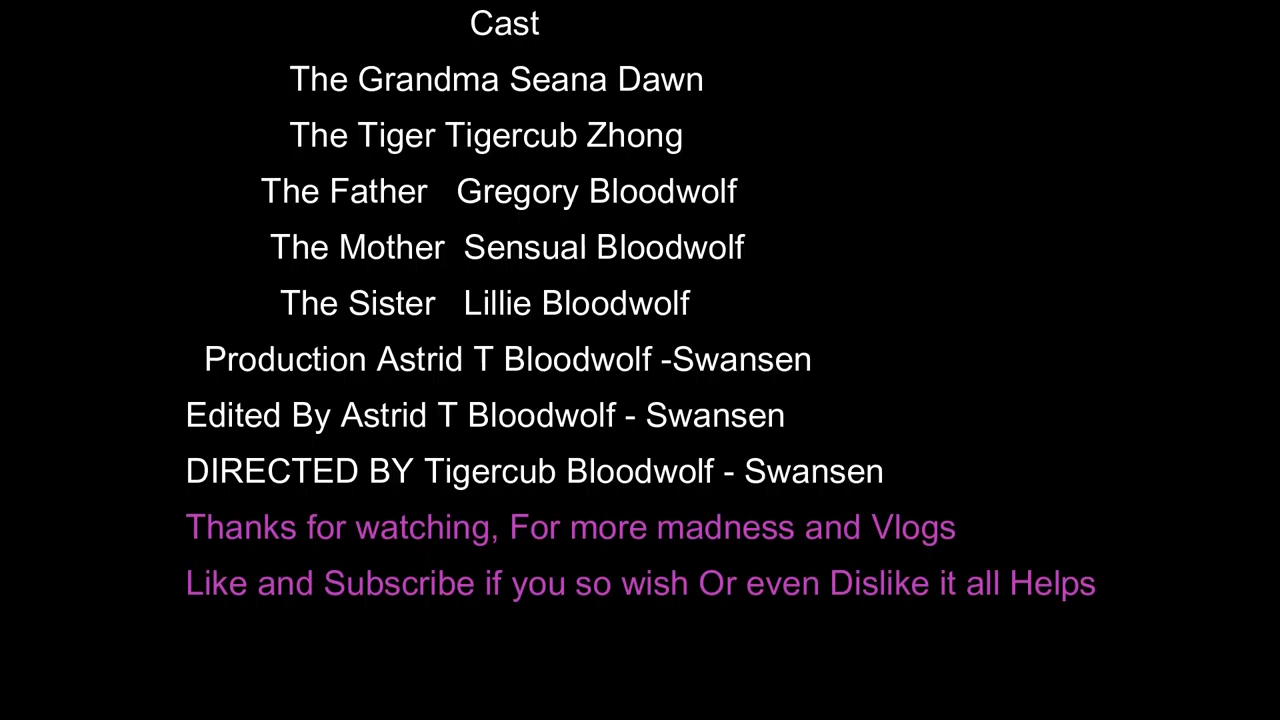 Cast
The Grandma Seana Dawn
The Tiger Tigercub Zhong
The Father Gregory Bloodwolf
The Mother Sensual Bloodwolf
The Sister Lillie Bloodwolf
Production Astrid T Bloodwolf -Swansen
Edited By Astrid T Bloodwolf - Swansen
DIRECTED BY Tigercub Bloodwolf - Swansen
Thanks for watching, For more madness and Vlogs
Like and Subscribe if you so wish Or even Dislike it all Helps